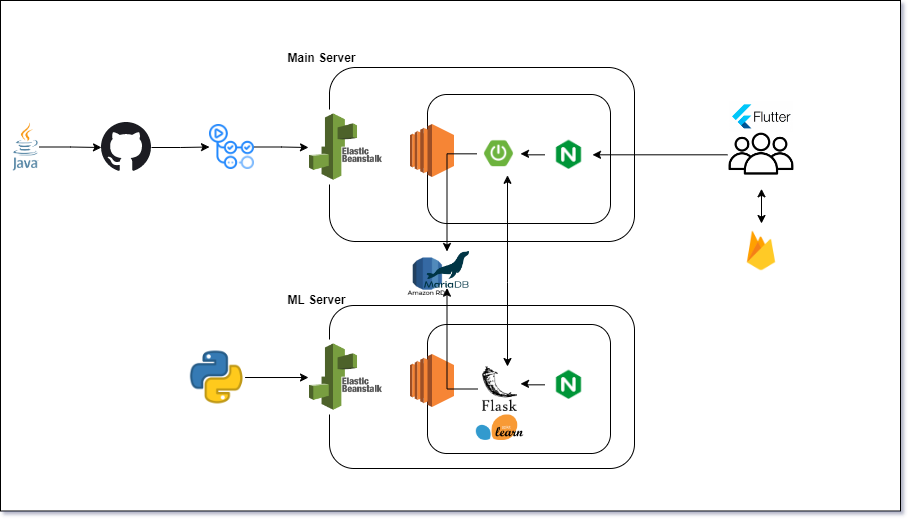 Main Server
Flutter
Java
Elastic
Beanstalk
MariaDB
Amazon RDS
ML Server
Elastic
Beanstalk
Flask
learn